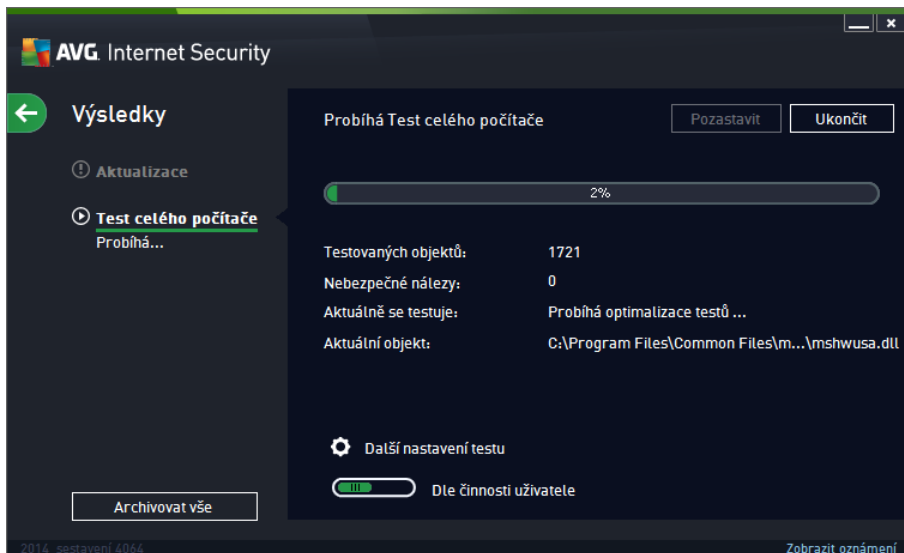 AVG. Internet Security
Výsledky
Aktualizace
Test celého počítače
Probíhá...
Archivovat vše
Probíhá Test celého počítače
Pozastavit
Ukončit
2%
Testovaných objektů: 1721
Nebezpečné nálezy: 0
Aktuálně se testuje: Probíhá optimalizace testů ...
Aktuální objekt: C:\Program Files\Common Files\m...\mshwusa.dll
Další nastavení testu
Dle činnosti uživatele
2014 sestavení 4064
Zobrazit oznámení